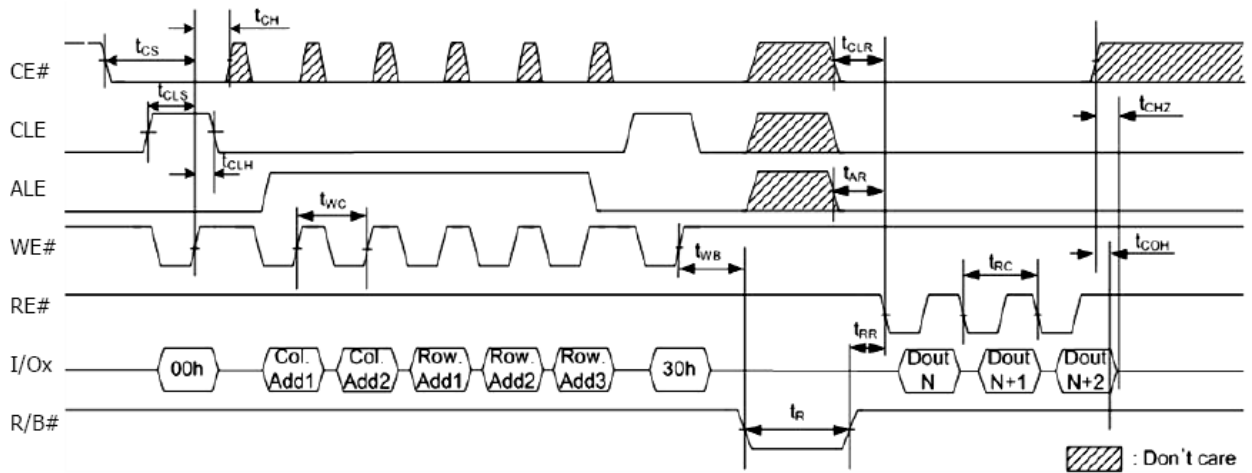 tCH
tCS
tCLR
CE#
tCLS
tCHZ
CLE
tCLH
tAR
ALE
tWC
WE#
tWB
tCOH
tRC
RE#
tRR
I/Ox
00h
Col.
Add1
Col.
Add2
Row.
Add1
Row.
Add2
Row.
Add3
30h
Dout
N
Dout
N+1
Dout
N+2
R/B#
tR
: Don`t care